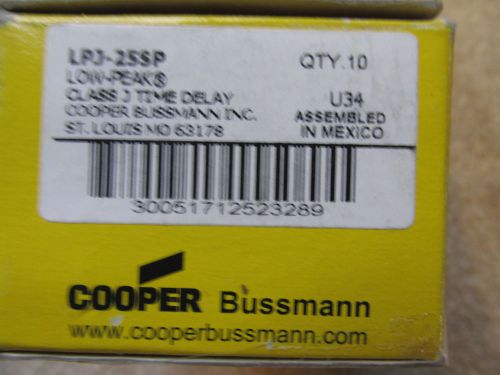 LPJ-25SP QTY.10
LOW-PEAK®
CLASS J TIME DELAY U34
COOPER BUSSMANN INC. ASSEMBLED
ST. LOUIS MO 63178 IN MEXICO
30051712523289
COOPER Bussmann
www.cooperbussmann.com